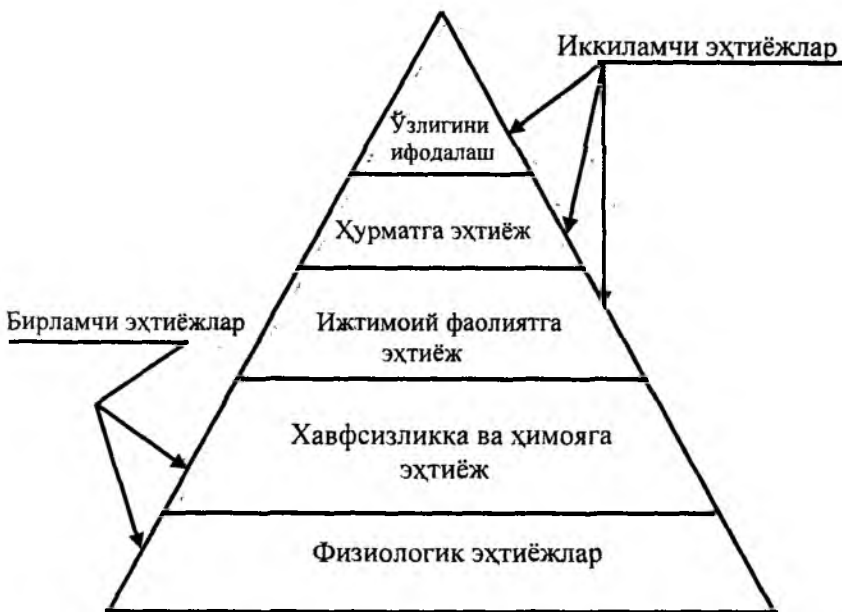 Иккиламчи эҳтиёжлар
Ўзлигини
ифодалаш
Ҳурматга эҳтиёж
Бирламчи эҳтиёжлар
Ижтимоий фаолиятга
эҳтиёж
Хавфсизликка ва ҳимояга
эҳтиёж
Физиологик эҳтиёжлар